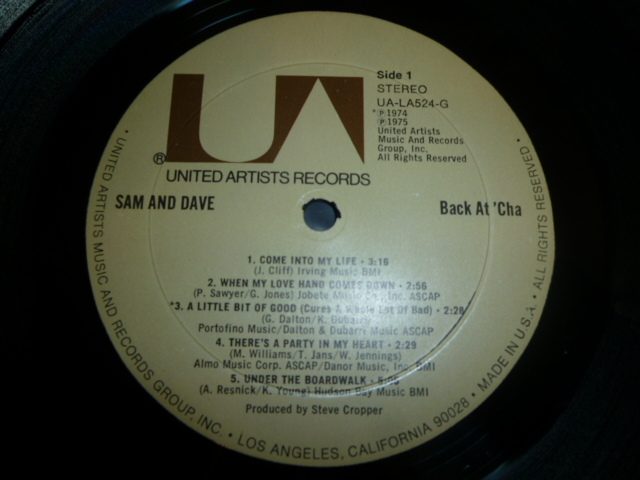 UA
®
UNITED ARTISTS RECORDS
Side 1
STEREO
UA-LA524-G
*℗1974
℗1975
United Artists
Music And Records
Group, Inc.
All Rights Reserved
SAM AND DAVE
Back At 'Cha
1. COME INTO MY LIFE • 3:16
(J. Cliff) Irving Music BMI
2. WHEN MY LOVE HAND COMES DOWN • 2:56
(P. Sawyer/G. Jones) Jobete Music Co., Inc. ASCAP
*3. A LITTLE BIT OF GOOD (Cures A Whole Lot Of Bad) • 2:28
(G. Dalton/K. Dubarry)
Portofino Music/Dalton & Dubarri Music ASCAP
4. THERE'S A PARTY IN MY HEART • 2:29
(M. Williams/T. Jans/W. Jennings)
Almo Music Corp. ASCAP/Danor Music, Inc. BMI
5. UNDER THE BOARDWALK •
(A. Resnick/K. Young) Hudson Bay Music BMI
Produced by Steve Cropper
• UNITED ARTISTS MUSIC AND RECORDS GROUP, INC. • LOS ANGELES, CALIFORNIA 90028 • MADE IN U.S.A. • ALL RIGHTS RESERVED •